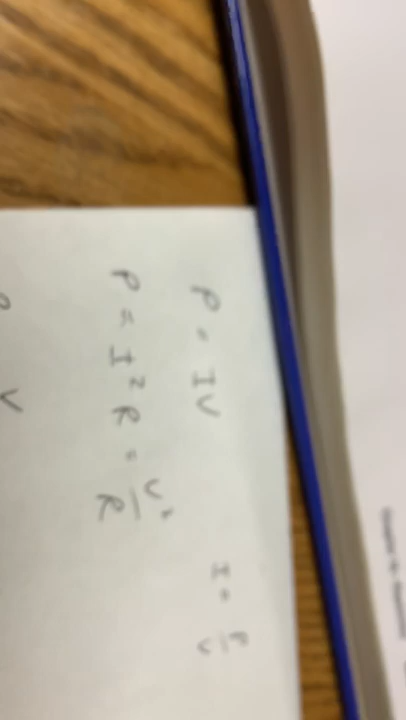 P = IV    I = P/V
P = I²R = V²/R